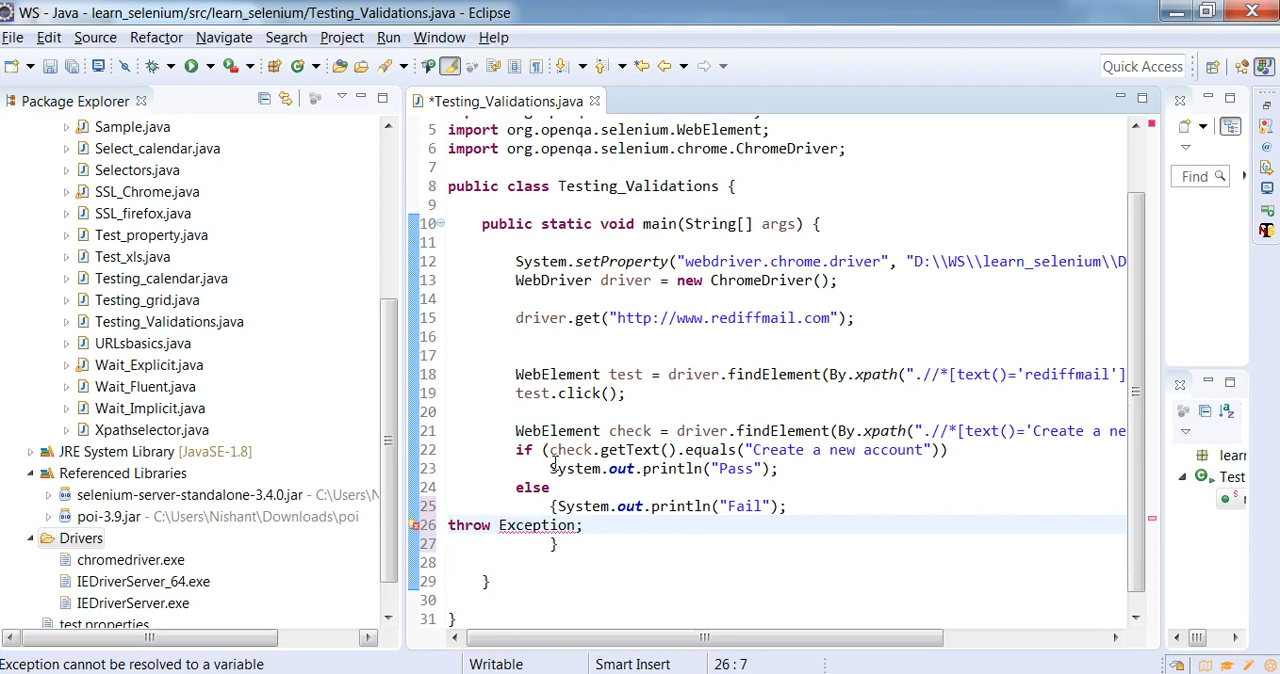 WS - Java - learn_selenium/src/learn_selenium/Testing_Validations.java - Eclipse
File Edit Source Refactor Navigate Search Project Run Window Help
Quick Access
Package Explorer
*Testing_Validations.java
Sample.java
Select_calendar.java
Selectors.java
SSL_Chrome.java
SSL_firefox.java
Test_property.java
Test_xls.java
Testing_calendar.java
Testing_grid.java
Testing_Validations.java
URLsbasics.java
Wait_Explicit.java
Wait_Fluent.java
Wait_Implicit.java
Xpathselector.java
JRE System Library [JavaSE-1.8]
Referenced Libraries
selenium-server-standalone-3.4.0.jar - C:\Users\N
poi-3.9.jar - C:\Users\Nishant\Downloads\poi
Drivers
chromedriver.exe
IEDriverServer_64.exe
IEDriverServer.exe
test.properties
5 import org.openqa.selenium.WebElement;
6 import org.openqa.selenium.chrome.ChromeDriver;
7
8 public class Testing_Validations {
9
10 public static void main(String[] args) {
11
12 System.setProperty("webdriver.chrome.driver", "D:\\WS\\learn_selenium\\D
13 WebDriver driver = new ChromeDriver();
14
15 driver.get("http://www.rediffmail.com");
16
17
18 WebElement test = driver.findElement(By.xpath(".//*[text()='rediffmail']
19 test.click();
20
21 WebElement check = driver.findElement(By.xpath(".//*[text()='Create a ne
22 if (check.getText().equals("Create a new account"))
23 System.out.println("Pass");
24 else
25 {System.out.println("Fail");
26 throw Exception;
27 }
28
29 }
30
31 }
Find
learn
Test
Exception cannot be resolved to a variable
Writable
Smart Insert
26 : 7